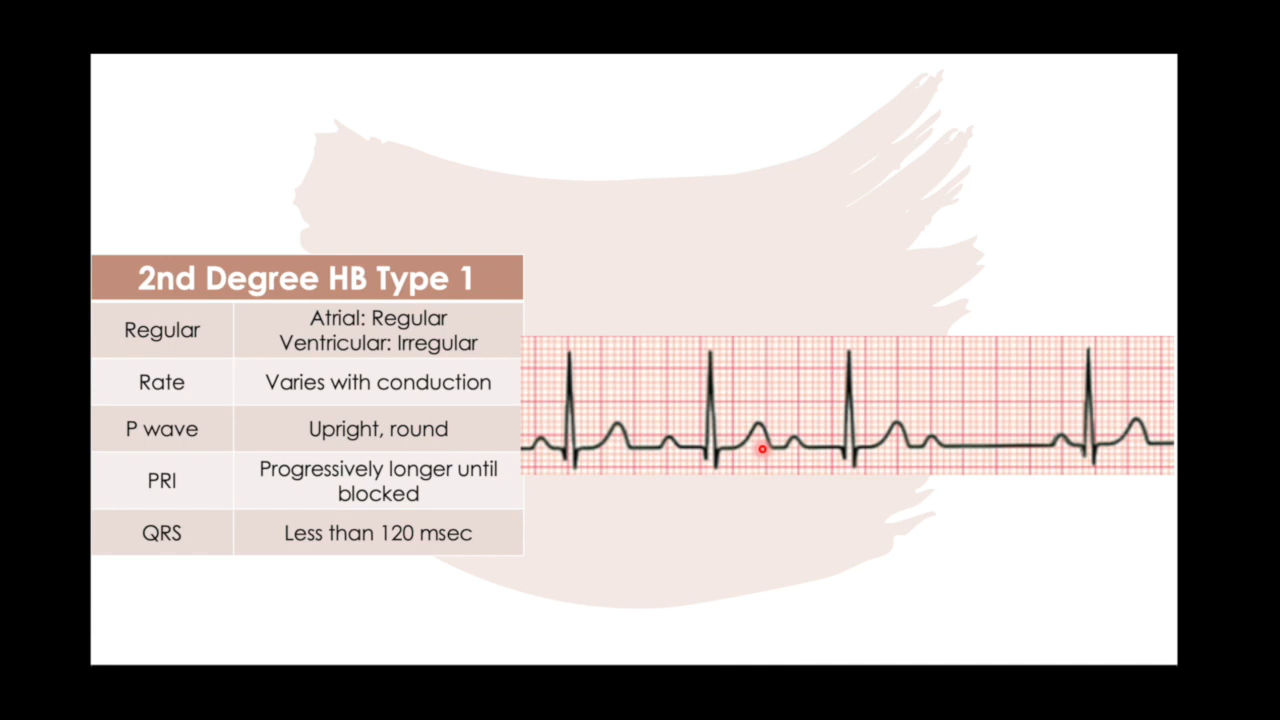 2nd Degree HB Type 1
Regular
Atrial: Regular
Ventricular: Irregular
Rate
Varies with conduction
P wave
Upright, round
PRI
Progressively longer until
blocked
QRS
Less than 120 msec